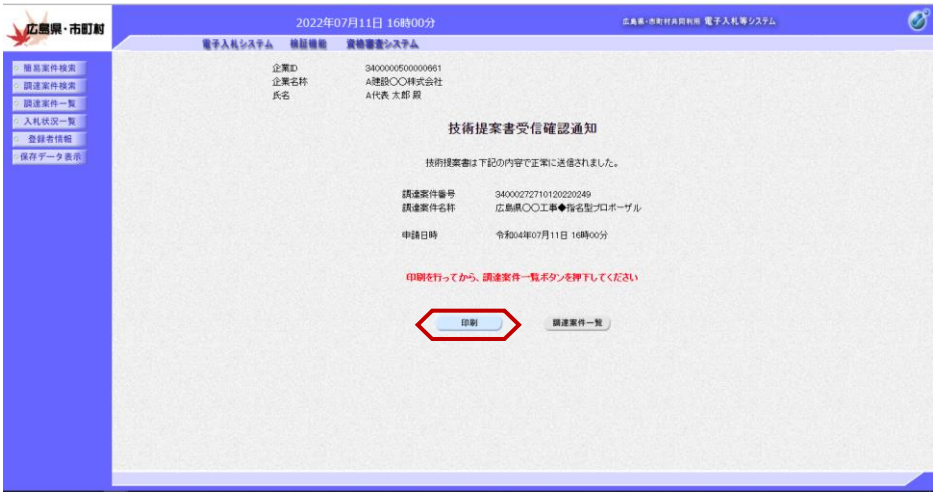 広島県・市町村
2022年07月11日 16時00分
広島県・市町村共同利用 電子入札等システム
電子入札システム 検証機能 資格審査システム
簡易案件検索
調達案件検索
調達案件一覧
入札状況一覧
登録者情報
保存データ表示
企業ID 3400000500000661
企業名称 A建設〇〇株式会社
氏名 A代表 太郎 殿
技術提案書受信確認通知
技術提案書は下記の内容で正常に送信されました。
調達案件番号 34000272710120220249
調達案件名称 広島県〇〇工事◆指名型プロポーザル
申請日時 令和04年07月11日 16時00分
印刷を行ってから、調達案件一覧ボタンを押下してください
印刷
調達案件一覧